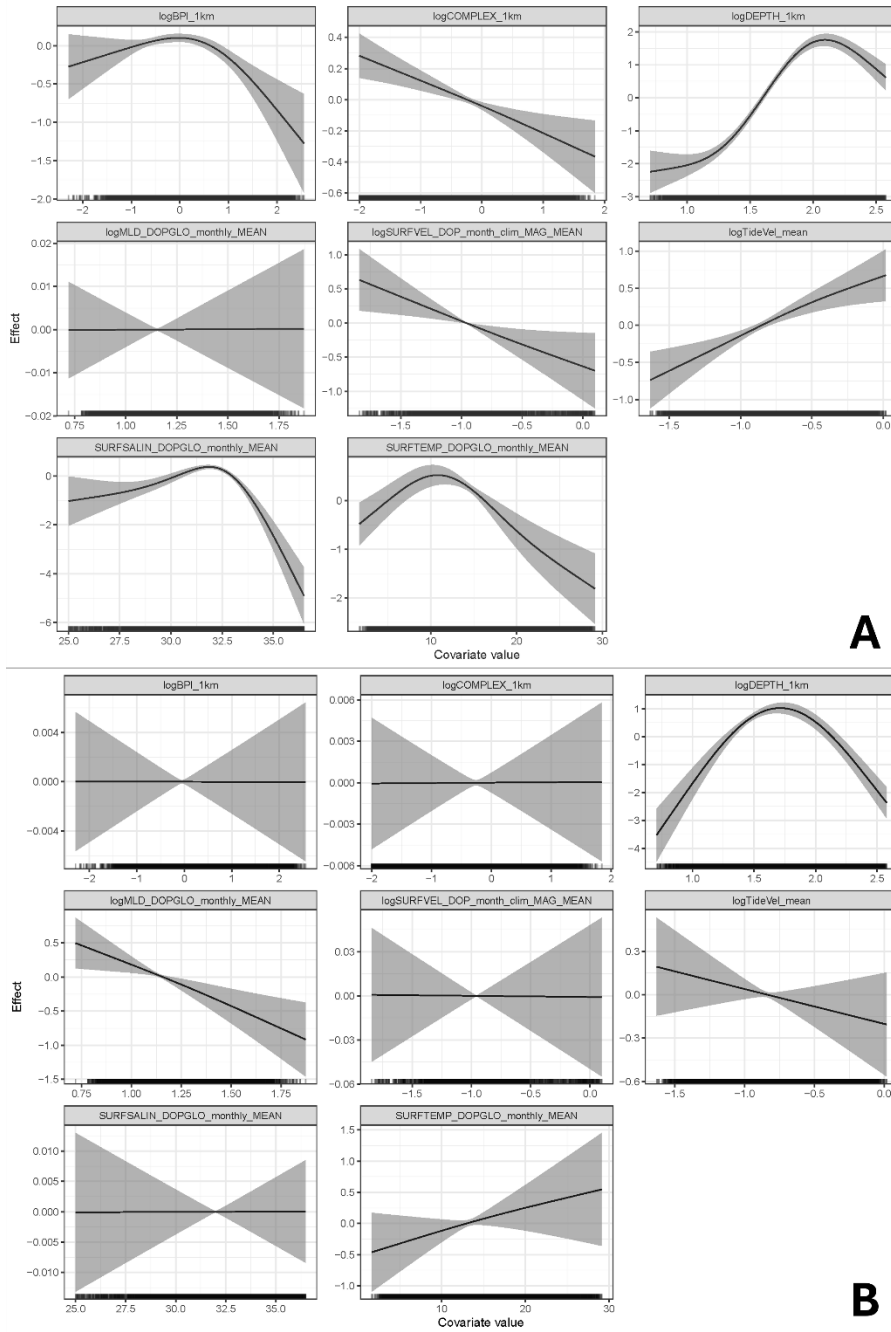 logBPI_1km
logCOMPLEX_1km
logDEPTH_1km
0.0
−0.5
−1.0
−1.5
−2.0
−2 −1 0 1 2
0.4
0.2
0.0
−0.2
−0.4
−0.6
−2 −1 0 1 2
2
1
0
−1
−2
−3
1.0 1.5 2.0 2.5
logMLD_DOPGLO_monthly_MEAN
logSURFVEL_DOP_month_clim_MAG_MEAN
logTideVel_mean
Effect
0.02
0.01
0.00
−0.01
−0.02
0.75 1.00 1.25 1.50 1.75
1.0
0.5
0.0
−0.5
−1.0
−1.5 −1.0 −0.5 0.0
1.0
0.5
0.0
−0.5
−1.0
−1.5 −1.0 −0.5 0.0
SURFSALIN_DOPGLO_monthly_MEAN
SURFTEMP_DOPGLO_monthly_MEAN
0
−2
−4
−6
25.0 27.5 30.0 32.5 35.0
0
−1
−2
10 20 30
Covariate value
A
logBPI_1km
logCOMPLEX_1km
logDEPTH_1km
0.004
0.000
−0.004
−2 −1 0 1 2
0.006
0.003
0.000
−0.003
−0.006
−2 −1 0 1 2
1
0
−1
−2
−3
−4
1.0 1.5 2.0 2.5
logMLD_DOPGLO_monthly_MEAN
logSURFVEL_DOP_month_clim_MAG_MEAN
logTideVel_mean
Effect
0.5
0.0
−0.5
−1.0
−1.5
0.75 1.00 1.25 1.50 1.75
0.03
0.00
−0.03
−0.06
−1.5 −1.0 −0.5 0.0
0.3
0.0
−0.3
−0.6
−1.5 −1.0 −0.5 0.0
SURFSALIN_DOPGLO_monthly_MEAN
SURFTEMP_DOPGLO_monthly_MEAN
0.010
0.005
0.000
−0.005
−0.010
25.0 27.5 30.0 32.5 35.0
1.5
1.0
0.5
0.0
−0.5
−1.0
10 20 30
Covariate value
B